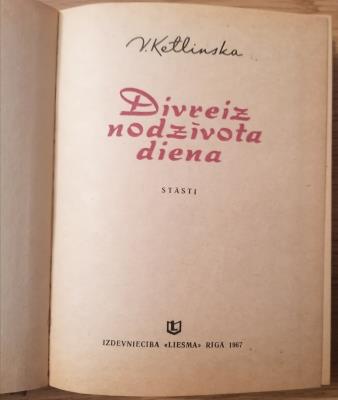 V. Ketlinska
Divreiz
nodzīvota
diena
STĀSTI
IZDEVNIECĪBA «LIESMA» RĪGA 1967